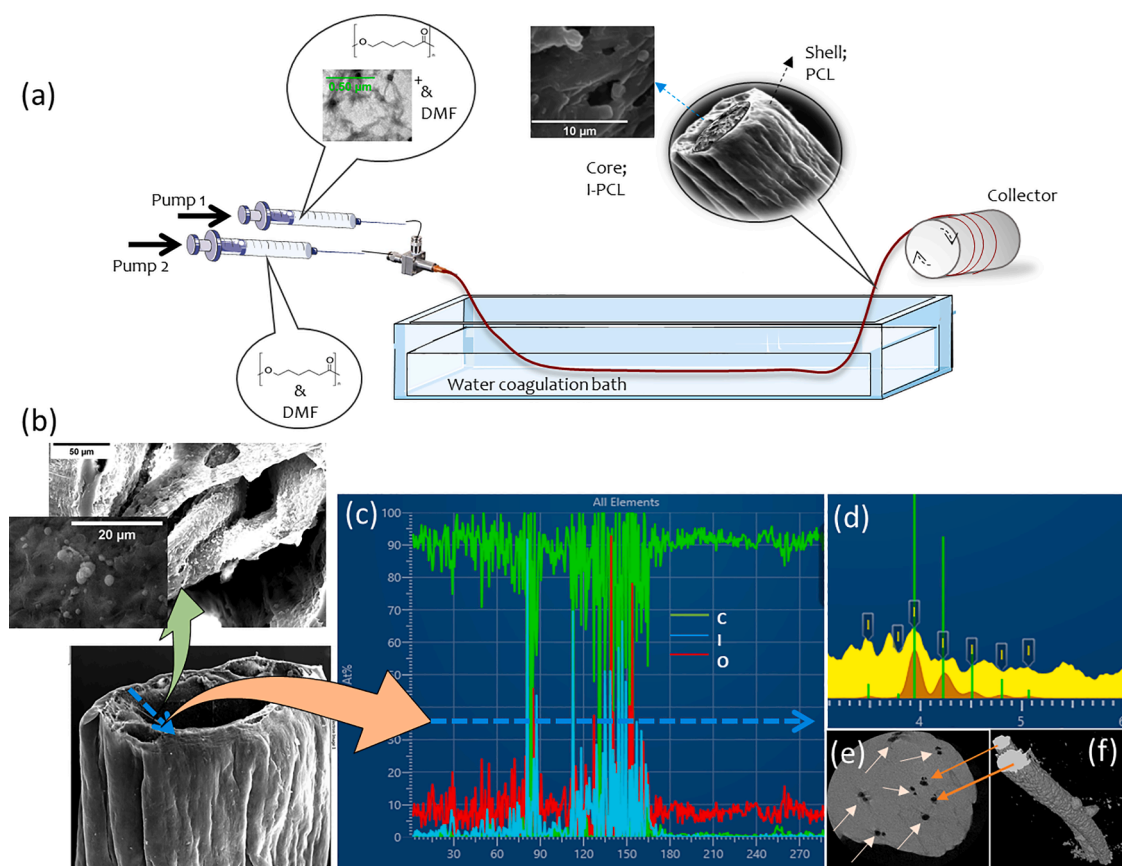 (a)
O
O
n
0.50 µm
+
&
DMF
10 µm
Shell;
PCL
Core;
I-PCL
Collector
Pump 1
Pump 2
O
O
n
&
DMF
Water coagulation bath
(b)
50 µm
20 µm
(c)
All Elements
At%
100
90
80
70
60
50
40
30
20
10
0
C
I
O
30
60
90
120
150
180
210
240
270
(d)
I
I
I
I
I
I
I
4
5
6
(e)
(f)